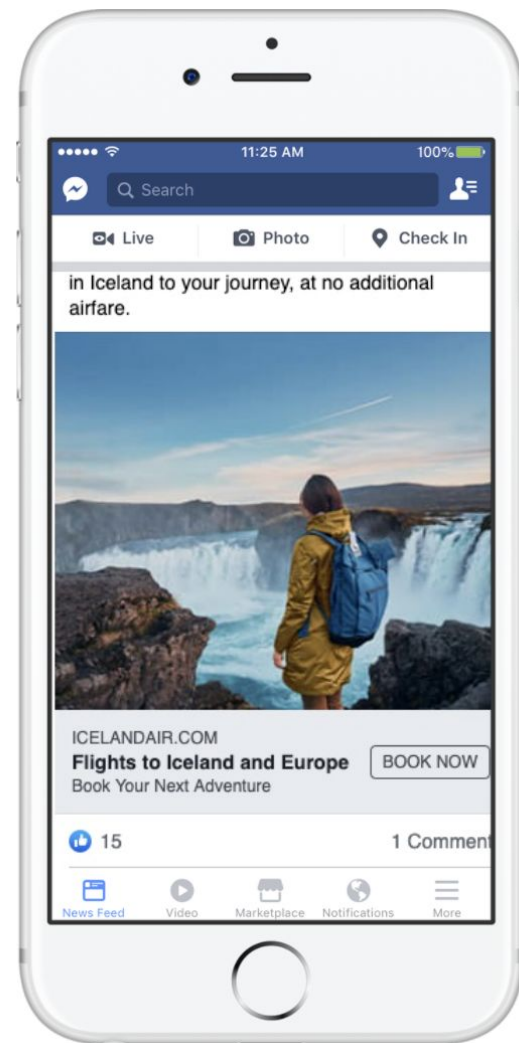 11:25 AM 100%
Search
Live Photo Check In
in Iceland to your journey, at no additional
airfare.
ICELANDAIR.COM
Flights to Iceland and Europe BOOK NOW
Book Your Next Adventure
15 1 Comment
News Feed Video Marketplace Notifications More